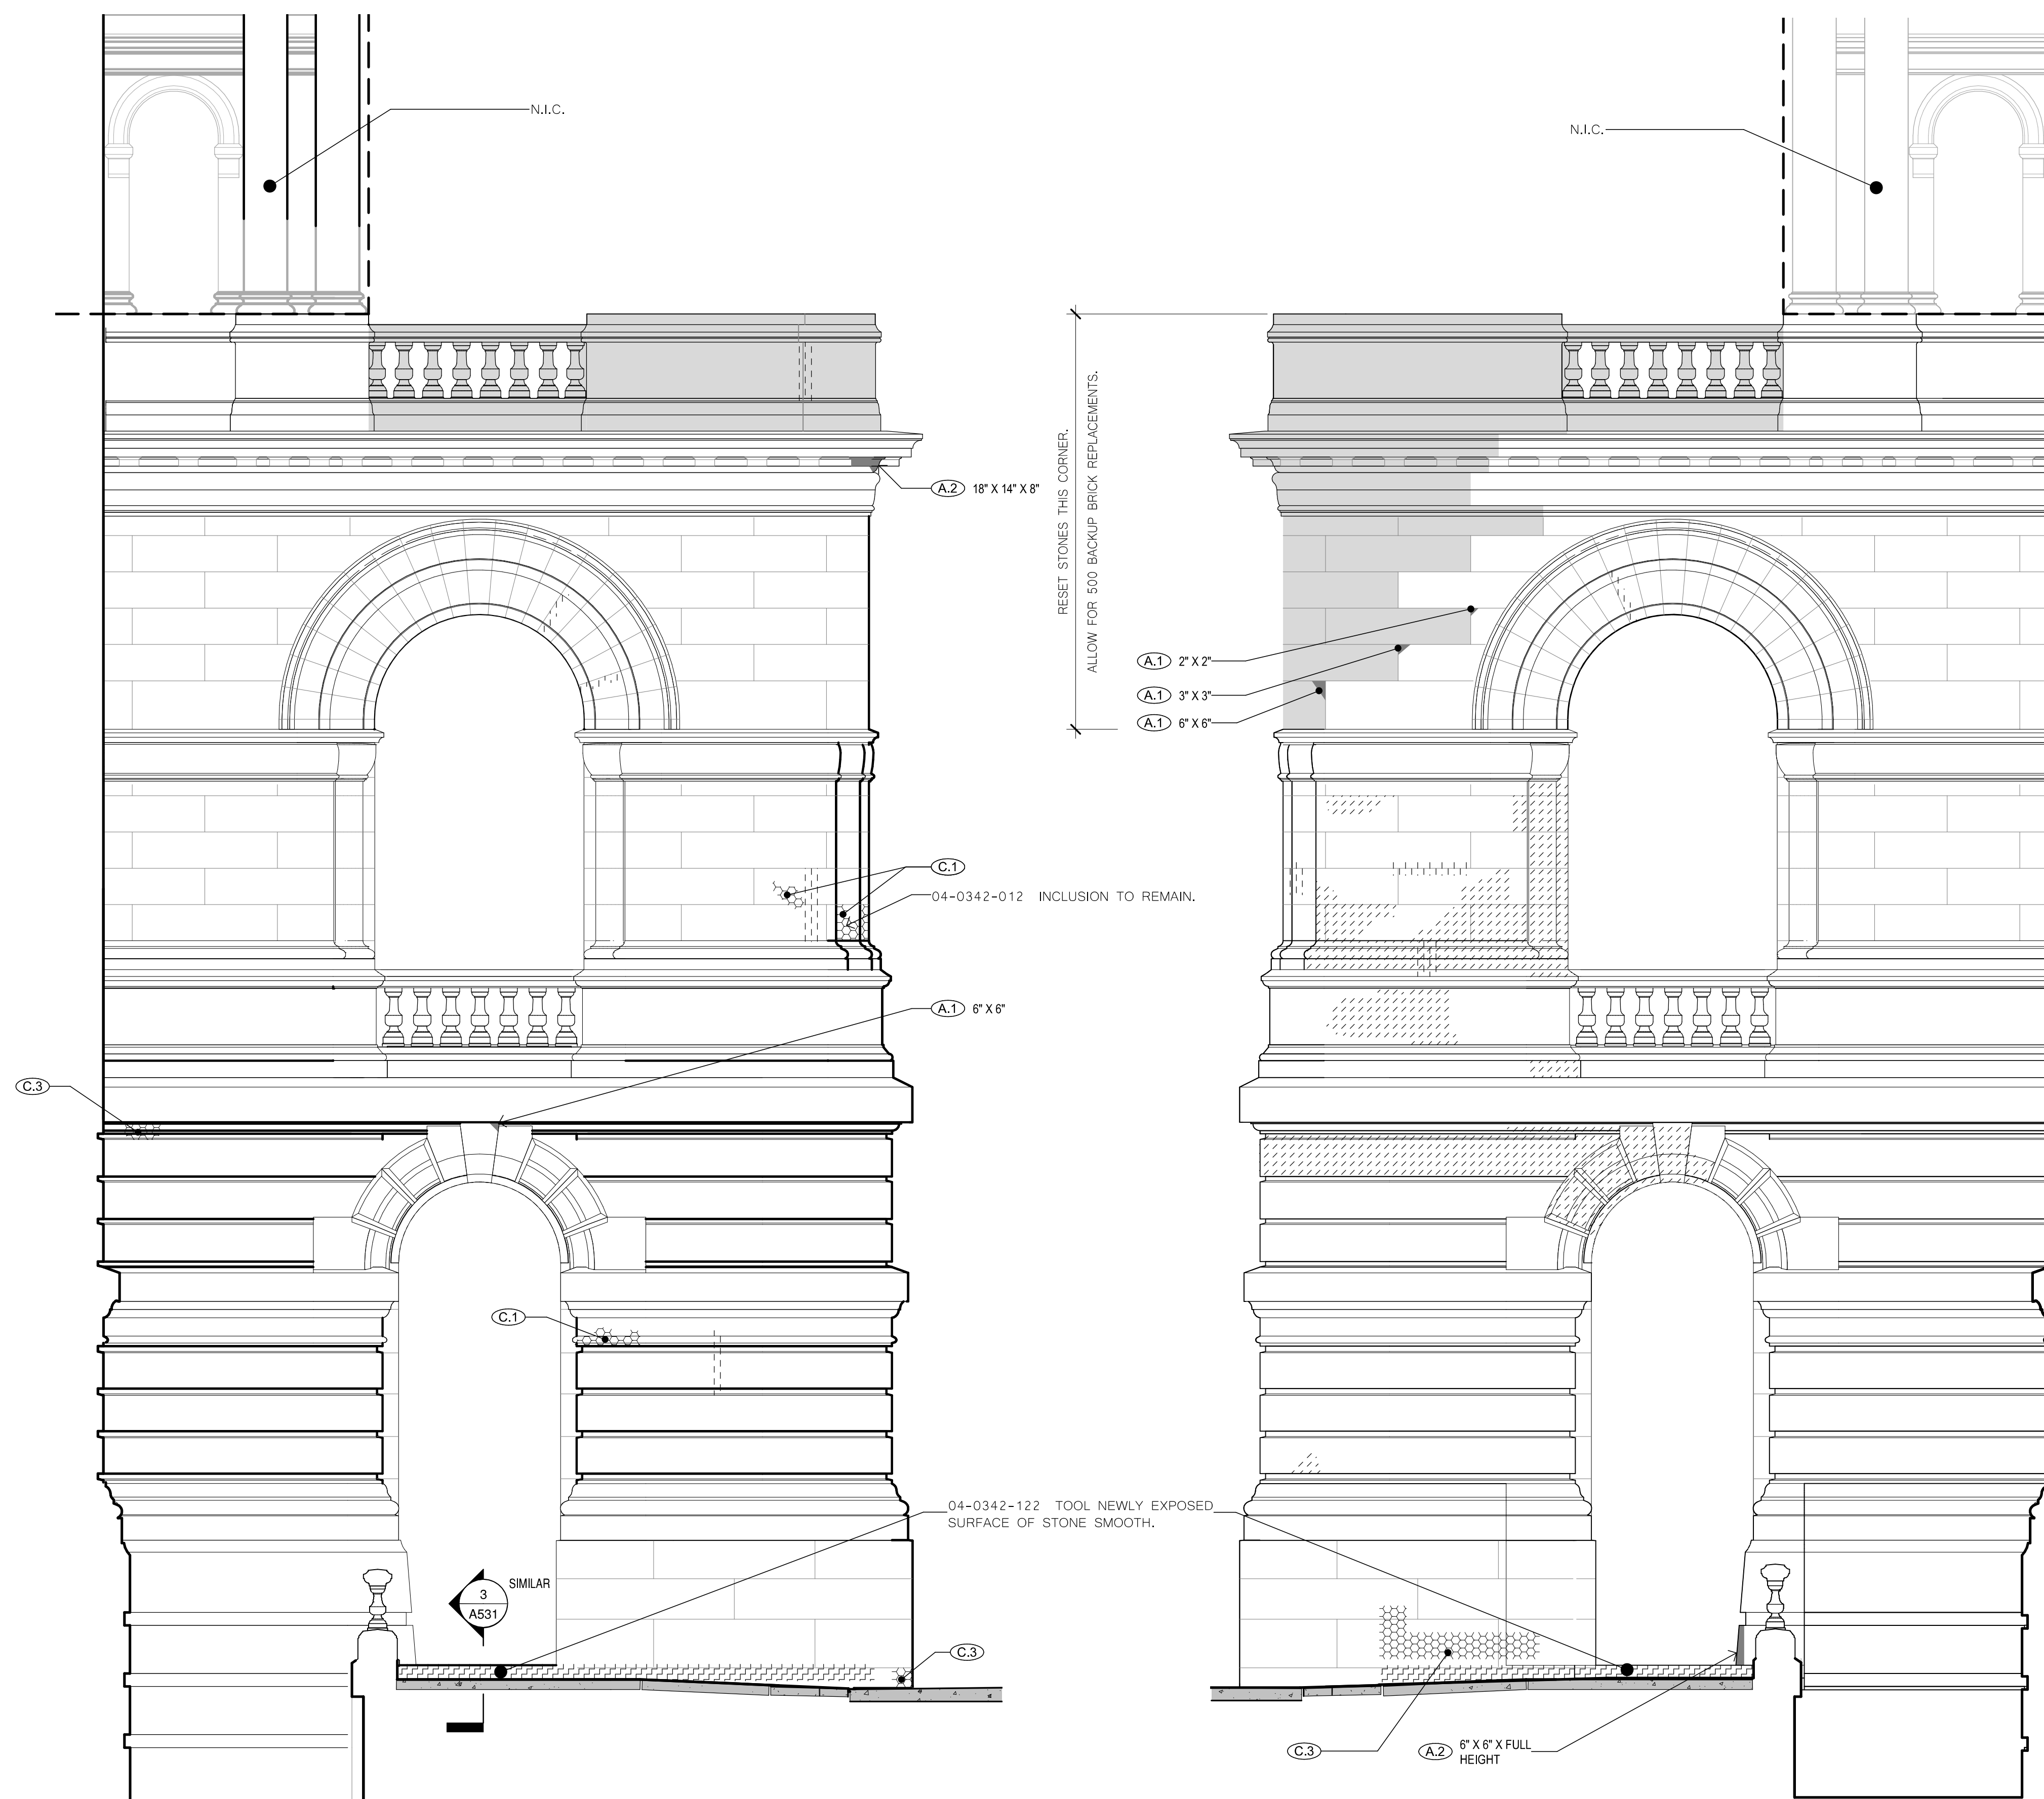 N.I.C.
N.I.C.
A.2 18" X 14" X 8"
RESET STONES THIS CORNER.
ALLOW FOR 500 BACKUP BRICK REPLACEMENTS.
A.1 2" X 2"
A.1 3" X 3"
A.1 6" X 6"
C.1
04-0342-012 INCLUSION TO REMAIN.
A.1 6" X 6"
C.3
C.1
04-0342-122 TOOL NEWLY EXPOSED
SURFACE OF STONE SMOOTH.
3
A531
SIMILAR
C.3
C.3
A.2 6" X 6" X FULL
HEIGHT